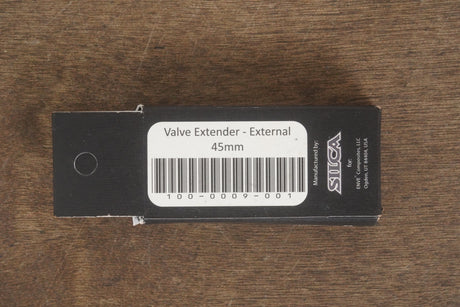 Valve Extender - External
45mm
100-0009-001
Manufactured by:
SILCA
for:
ENVE Composites, LLC
Ogden, UT 84404, USA